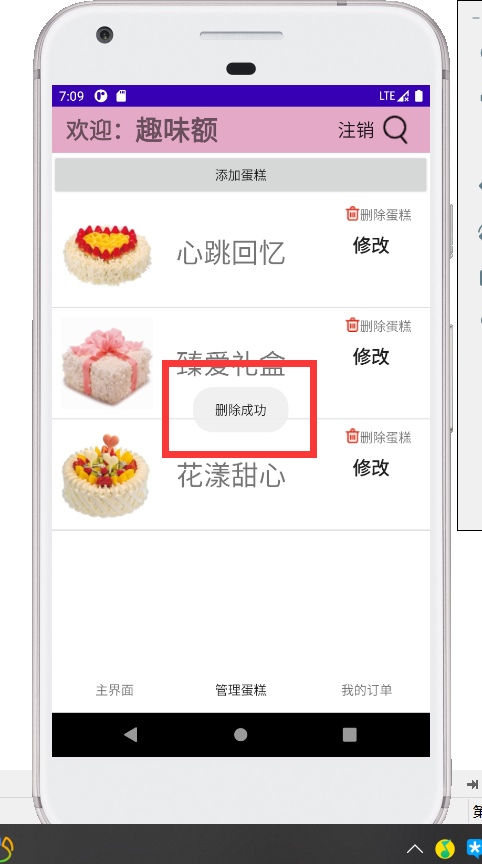 7:09 LTE
欢迎：趣味额 注销
添加蛋糕
删除蛋糕
心跳回忆 修改
删除蛋糕
臻爱礼盒 修改
删除成功
删除蛋糕
花漾甜心 修改
主界面 管理蛋糕 我的订单